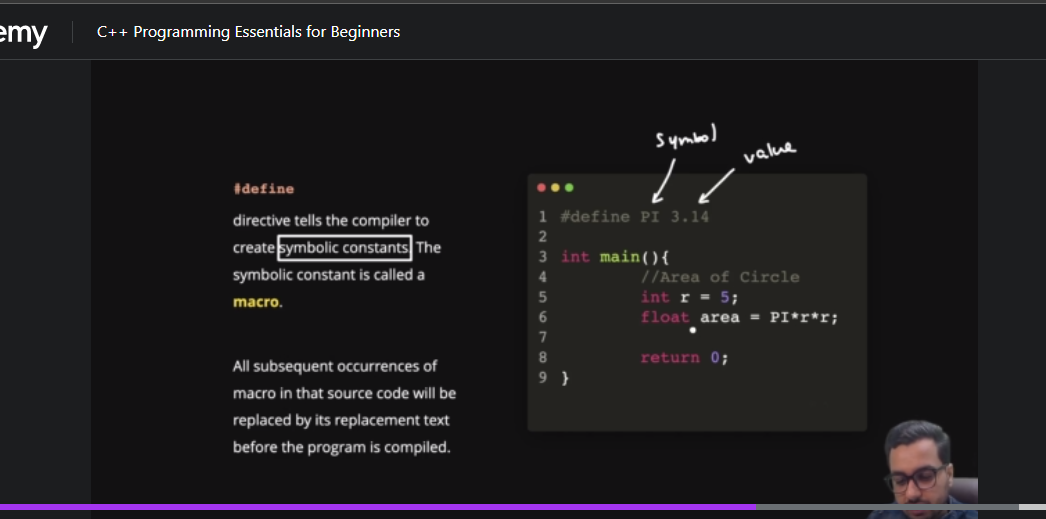 emy
C++ Programming Essentials for Beginners
symbol
value
#define
directive tells the compiler to
create symbolic constants. The
symbolic constant is called a
macro.
All subsequent occurrences of
macro in that source code will be
replaced by its replacement text
before the program is compiled.
1 #define PI 3.14
2
3 int main(){
4 //Area of Circle
5 int r = 5;
6 float area = PI*r*r;
7
8 return 0;
9 }